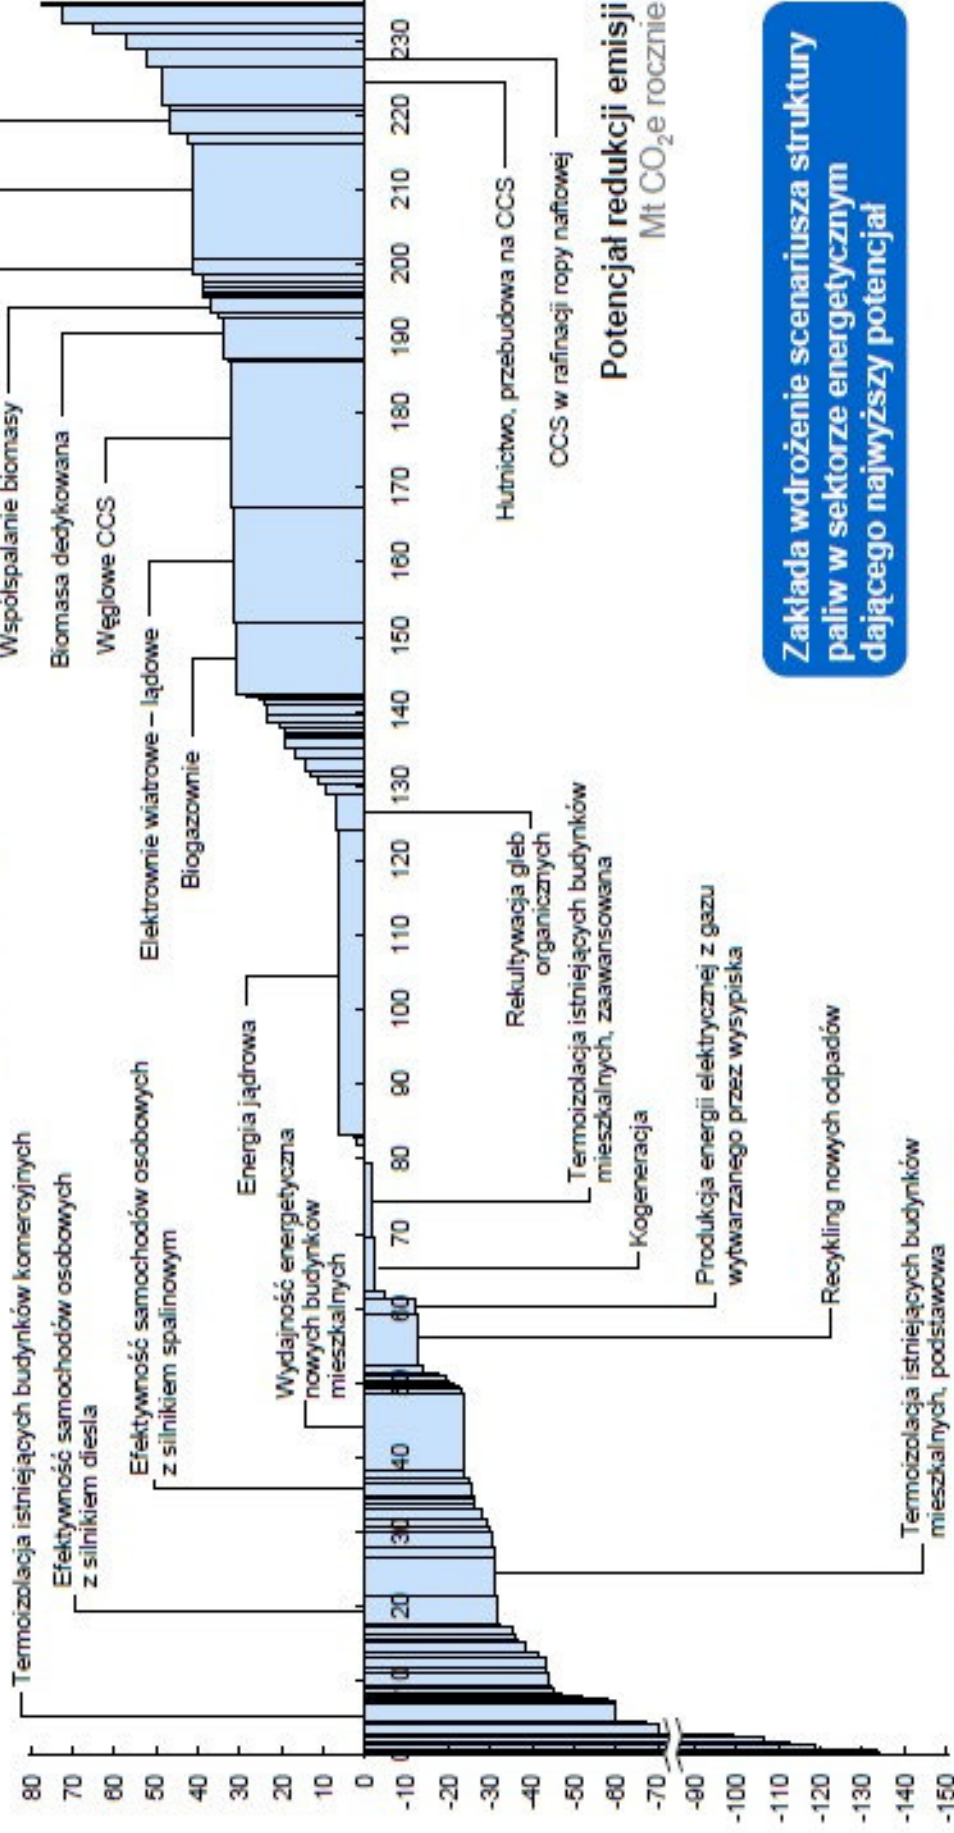 80
70
60
50
40
30
20
10
0
-10
-20
-30
-40
-50
-60
-70
-90
-100
-110
-120
-130
-140
-150
0
10
20
30
40
60
70
80
90
100
110
120
130
140
150
160
170
180
190
200
210
220
230
Termoizolacja istniejących budynków komercyjnych
Efektywność samochodów osobowych
z silnikiem diesla
Efektywność samochodów osobowych
z silnikiem spalinowym
Wydajność energetyczna
nowych budynków
mieszkalnych
Energia jądrowa
Elektrownie wiatrowe – lądowe
Biogazownie
Współspalanie biomasy
Biomasa dedykowana
Węglowe CCS
Termoizolacja istniejących budynków
mieszkalnych, podstawowa
Recykling nowych odpadów
Produkcja energii elektrycznej z gazu
wytwarzanego przez wysypiska
Kogeneracja
Termoizolacja istniejących budynków
mieszkalnych, zaawansowana
Rekultywacja gleb
organicznych
Hutnictwo, przebudowa na CCS
CCS w rafinacji ropy naftowej
Potencjał redukcji emisji
Mt CO₂e rocznie
Zakłada wdrożenie scenariusza struktury
paliw w sektorze energetycznym
dającego najwyższy potencjał